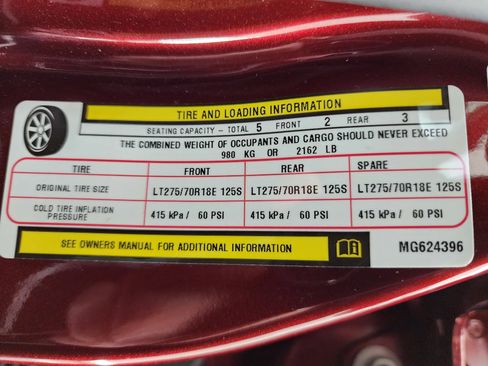 TIRE AND LOADING INFORMATION
SEATING CAPACITY - TOTAL 5 FRONT 2 REAR 3
THE COMBINED WEIGHT OF OCCUPANTS AND CARGO SHOULD NEVER EXCEED
980 KG OR 2162 LB
TIRE FRONT REAR SPARE
ORIGINAL TIRE SIZE LT275/70R18E 125S LT275/70R18E 125S LT275/70R18E 125S
COLD TIRE INFLATION PRESSURE 415 kPa / 60 PSI 415 kPa / 60 PSI 415 kPa / 60 PSI
SEE OWNERS MANUAL FOR ADDITIONAL INFORMATION
MG624396